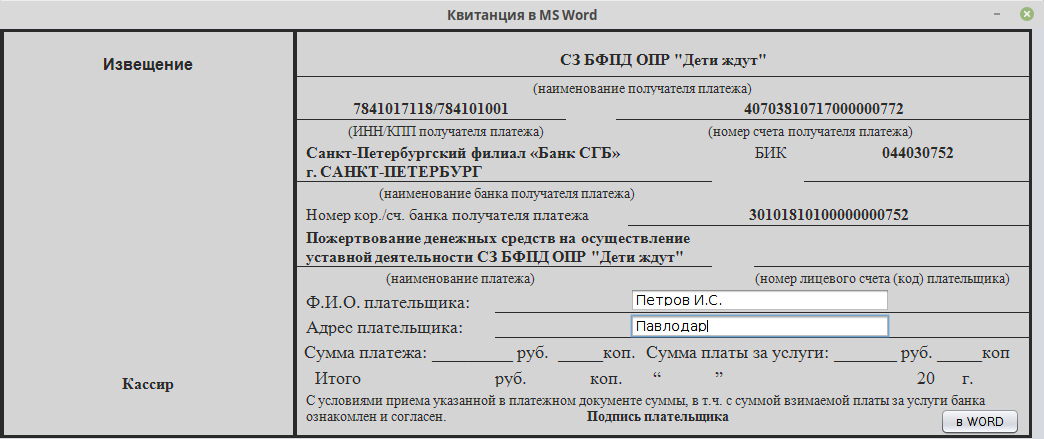 Квитанция в MS Word
Извещение
СЗ БФПД ОПР "Дети ждут"
(наименование получателя платежа)
7841017118/784101001 40703810717000000772
(ИНН/КПП получателя платежа) (номер счета получателя платежа)
Санкт-Петербургский филиал «Банк СГБ» БИК 044030752
г. САНКТ-ПЕТЕРБУРГ
(наименование банка получателя платежа)
Номер кор./сч. банка получателя платежа 30101810100000000752
Пожертвование денежных средств на осуществление
уставной деятельности СЗ БФПД ОПР "Дети ждут"
(наименование платежа) (номер лицевого счета (код) плательщика)
Ф.И.О. плательщика: Петров И.С.
Адрес плательщика: Павлодар
Сумма платежа: _________ руб. _____коп. Сумма платы за услуги: _______ руб. _____коп
Итого руб. коп. “ ” 20 г.
Кассир
С условиями приема указанной в платежном документе суммы, в т.ч. с суммой взимаемой платы за услуги банка
ознакомлен и согласен. Подпись плательщика
в WORD